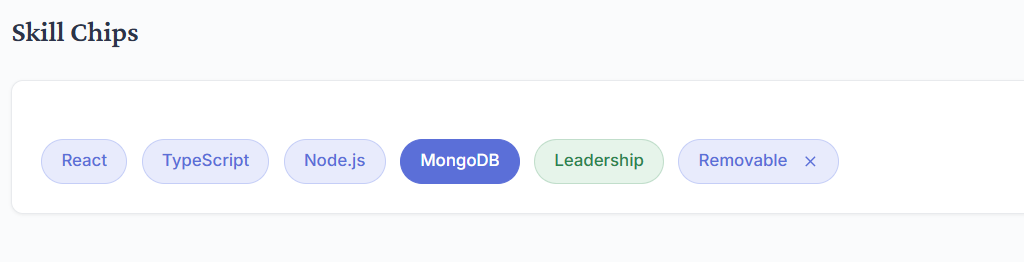 Skill Chips
React TypeScript Node.js MongoDB Leadership Removable ×